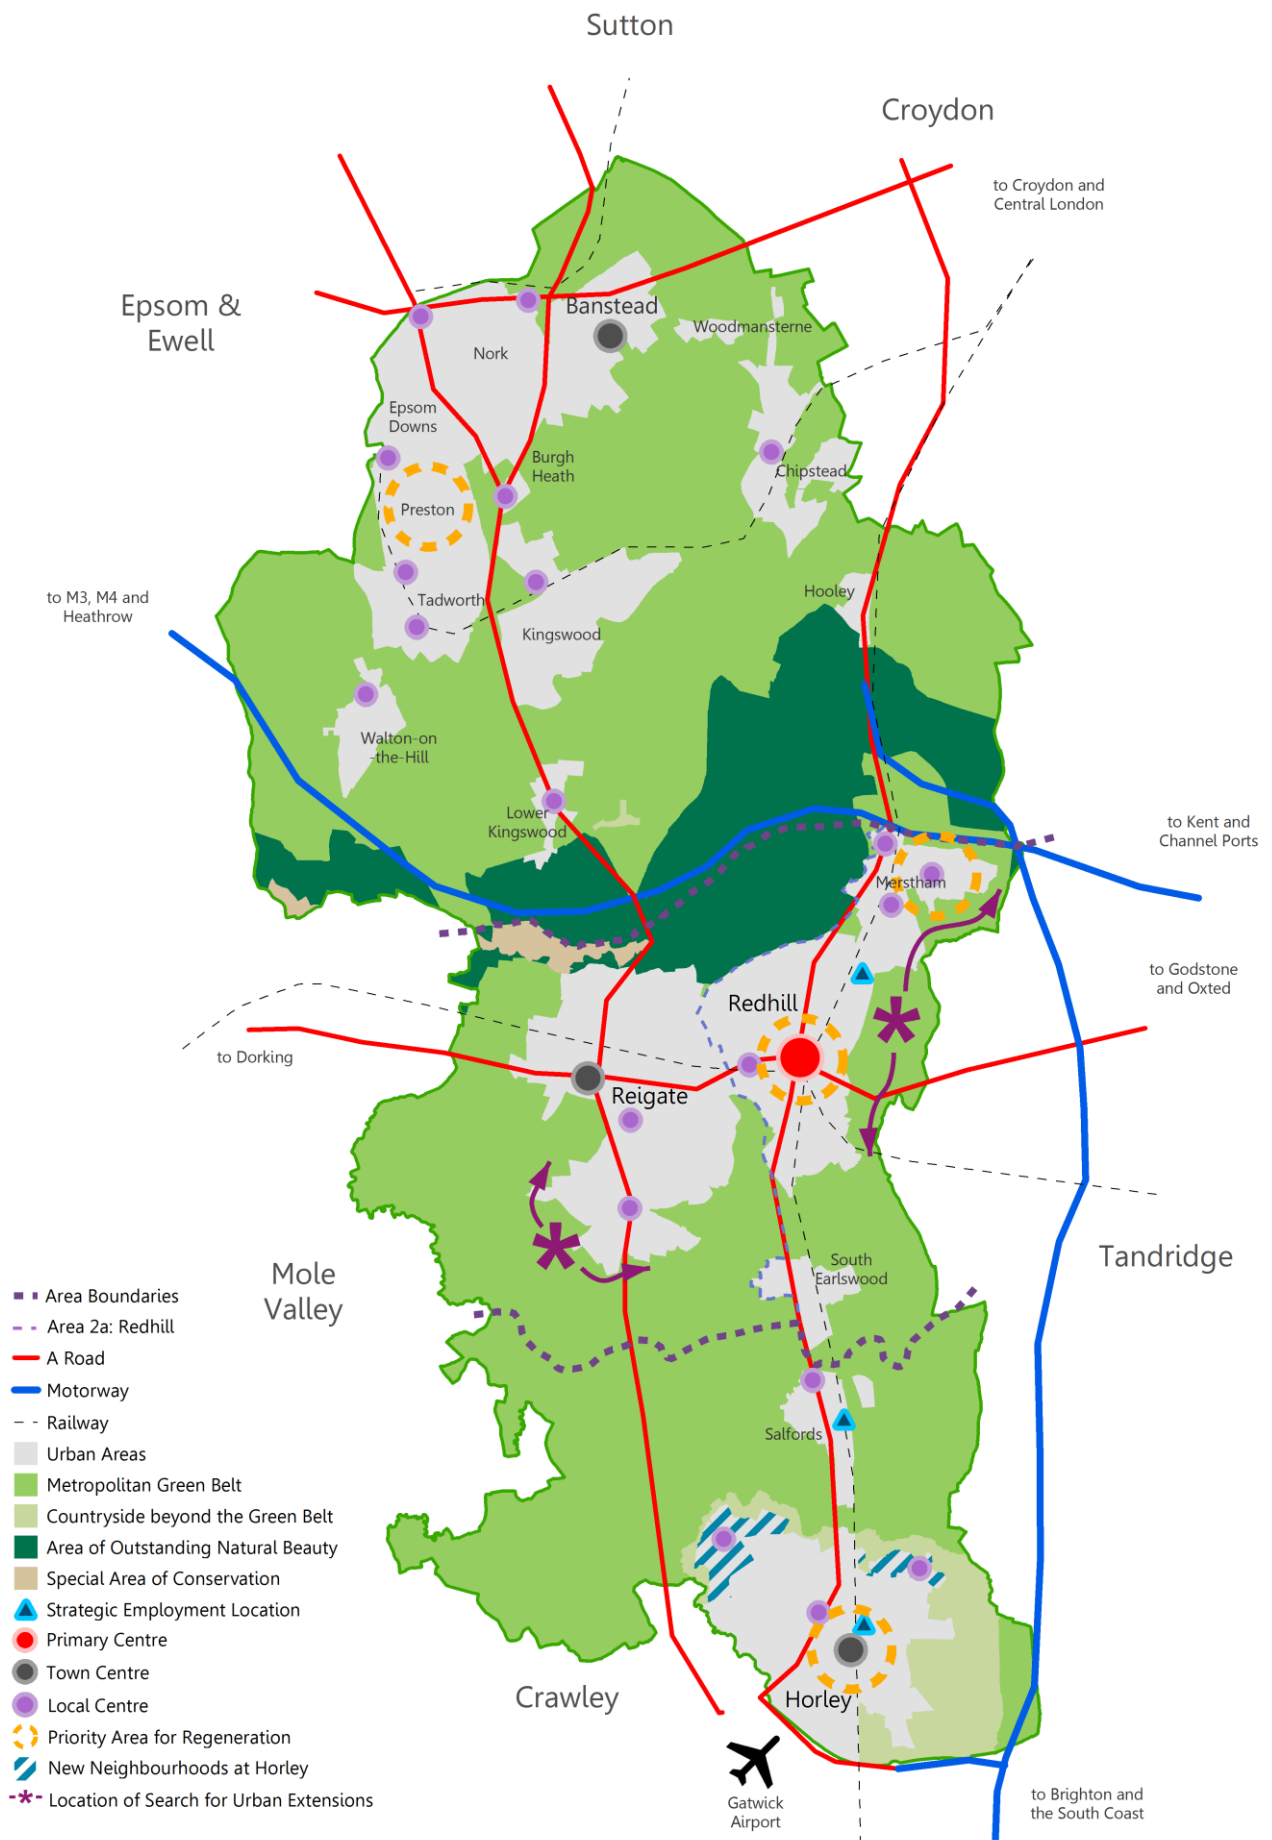 Sutton
Croydon
to Croydon and
Central London
Epsom &
Ewell
Banstead
Woodmansterne
Nork
Epsom
Downs
Burgh
Heath
Chipstead
Preston
to M3, M4 and
Heathrow
Tadworth
Hooley
Kingswood
Walton-on
-the-Hill
Lower
Kingswood
to Kent and
Channel Ports
Merstham
to Godstone
and Oxted
Redhill
to Dorking
Reigate
South
Earlswood
Tandridge
Mole
Valley
Salfords
Crawley
Horley
Gatwick
Airport
to Brighton and
the South Coast
Area Boundaries
Area 2a: Redhill
A Road
Motorway
Railway
Urban Areas
Metropolitan Green Belt
Countryside beyond the Green Belt
Area of Outstanding Natural Beauty
Special Area of Conservation
Strategic Employment Location
Primary Centre
Town Centre
Local Centre
Priority Area for Regeneration
New Neighbourhoods at Horley
Location of Search for Urban Extensions